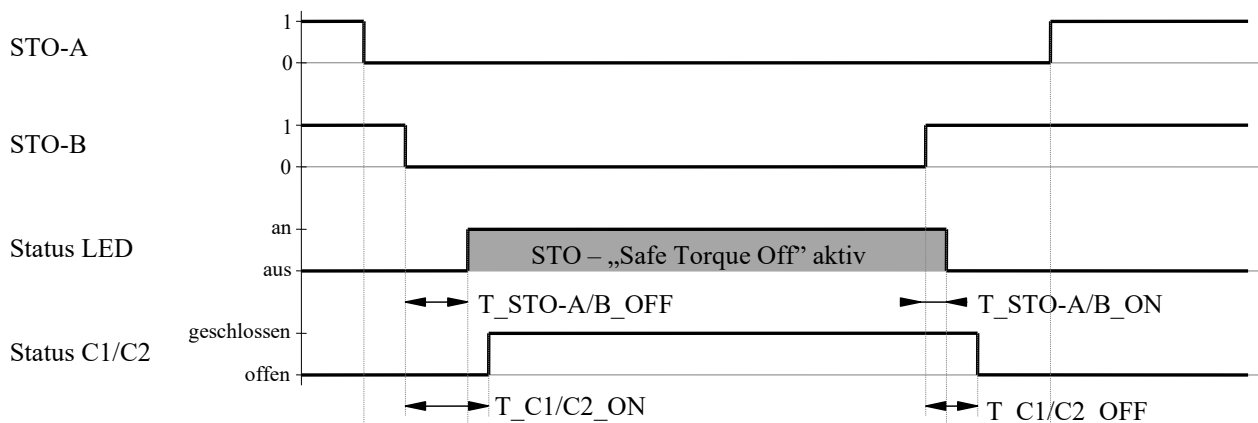 STO-A
1
0
STO-B
1
0
Status LED
an
aus
STO – „Safe Torque Off” aktiv
T_STO-A/B_OFF
T_STO-A/B_ON
Status C1/C2
geschlossen
offen
T_C1/C2_ON
T_C1/C2_OFF